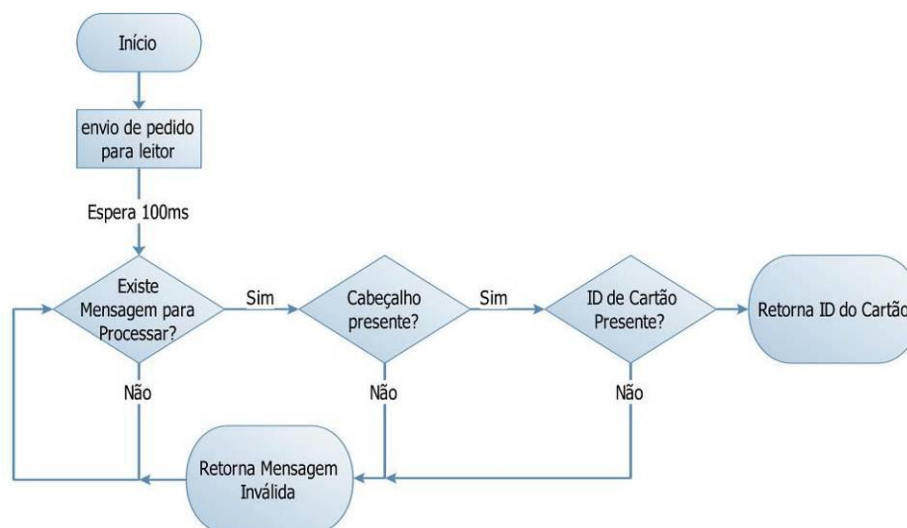 Início
envio de pedido
para leitor
Espera 100ms
Existe
Mensagem para
Processar?
Sim
Cabeçalho
presente?
Sim
ID de Cartão
Presente?
Retorna ID do Cartão
Não
Não
Não
Retorna Mensagem
Inválida